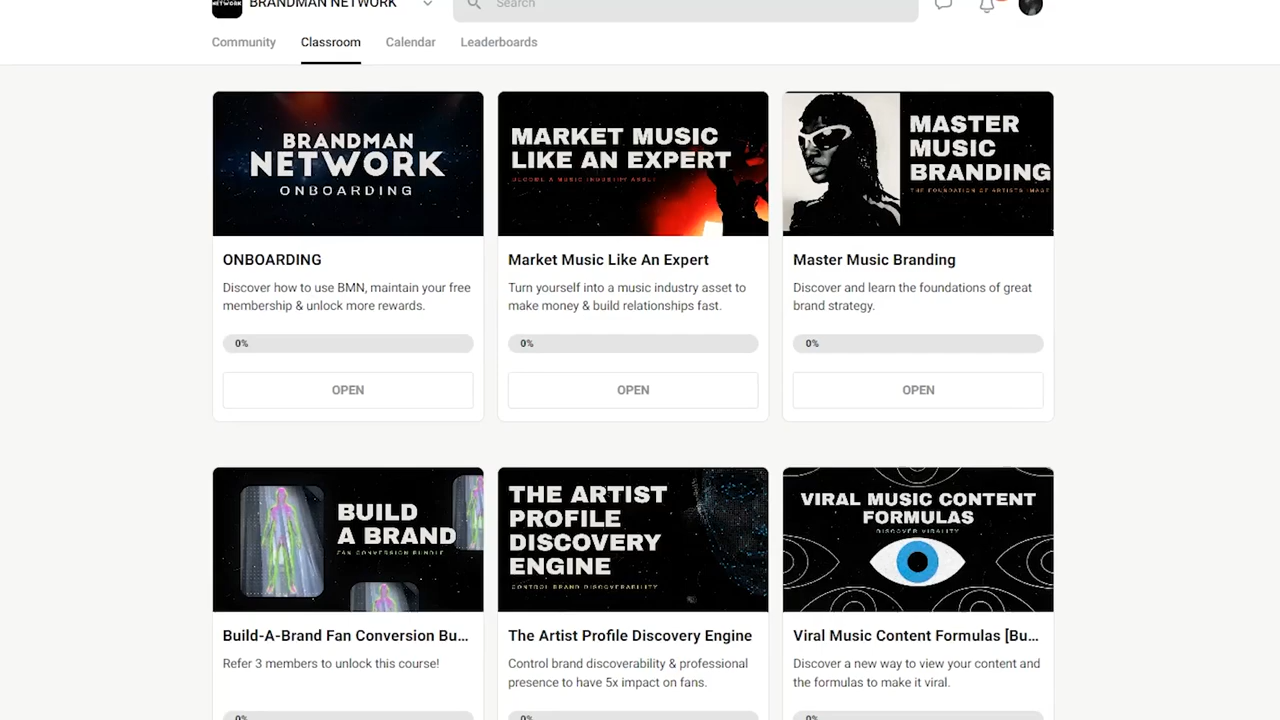 NETWORK
BRANDMAN NETWORK
Search
Community
Classroom
Calendar
Leaderboards
BRANDMAN
NETWORK
ONBOARDING
MARKET MUSIC
LIKE AN EXPERT
MASTER
MUSIC
BRANDING
ONBOARDING
Discover how to use BMN, maintain your free
membership & unlock more rewards.
0%
OPEN
Market Music Like An Expert
Turn yourself into a music industry asset to
make money & build relationships fast.
0%
OPEN
Master Music Branding
Discover and learn the foundations of great
brand strategy.
0%
OPEN
BUILD
A BRAND
FAN CONVERSION BUNDLE
THE ARTIST
PROFILE
DISCOVERY
ENGINE
CONTROL BRAND DISCOVERABILITY
VIRAL MUSIC CONTENT
FORMULAS
DISCOVER VIRALITY
Build-A-Brand Fan Conversion Bu...
Refer 3 members to unlock this course!
0%
The Artist Profile Discovery Engine
Control brand discoverability & professional
presence to have 5x impact on fans.
0%
Viral Music Content Formulas [Bu...
Discover a new way to view your content and
the formulas to make it viral.
0%